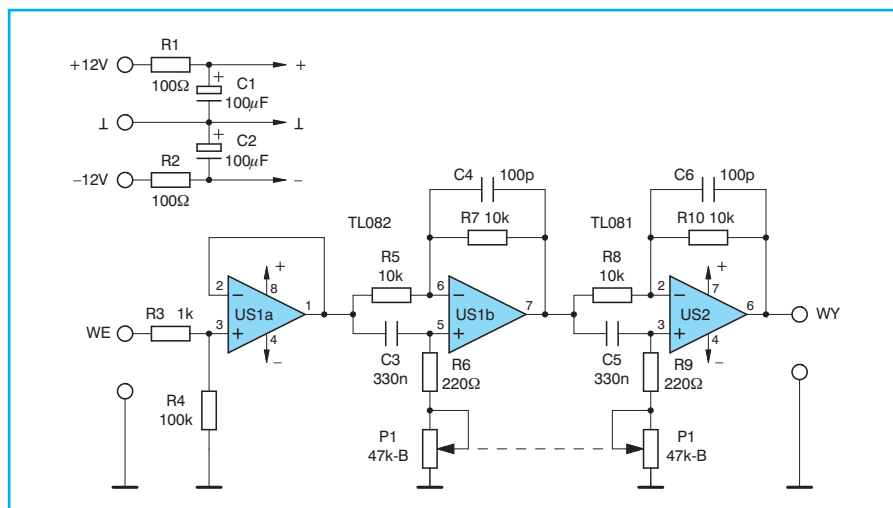 R1
+12V
+
100Ω
+
C1
100µF
⊥
⊥
+
C2
100µF
R2
−12V
−
100Ω
C4
100p
C6
100p
TL082
R7 10k
TL081
R10 10k
R5
10k
R8
10k
2
−
+
8
US1a
1
6
−
US1b
7
2
−
+
7
US2
6
WY
R3 1k
WE
3
+
4
−
5
+
3
+
4
−
C3
330n
R6
220Ω
C5
330n
R9
220Ω
R4
100k
P1
47k-B
P1
47k-B